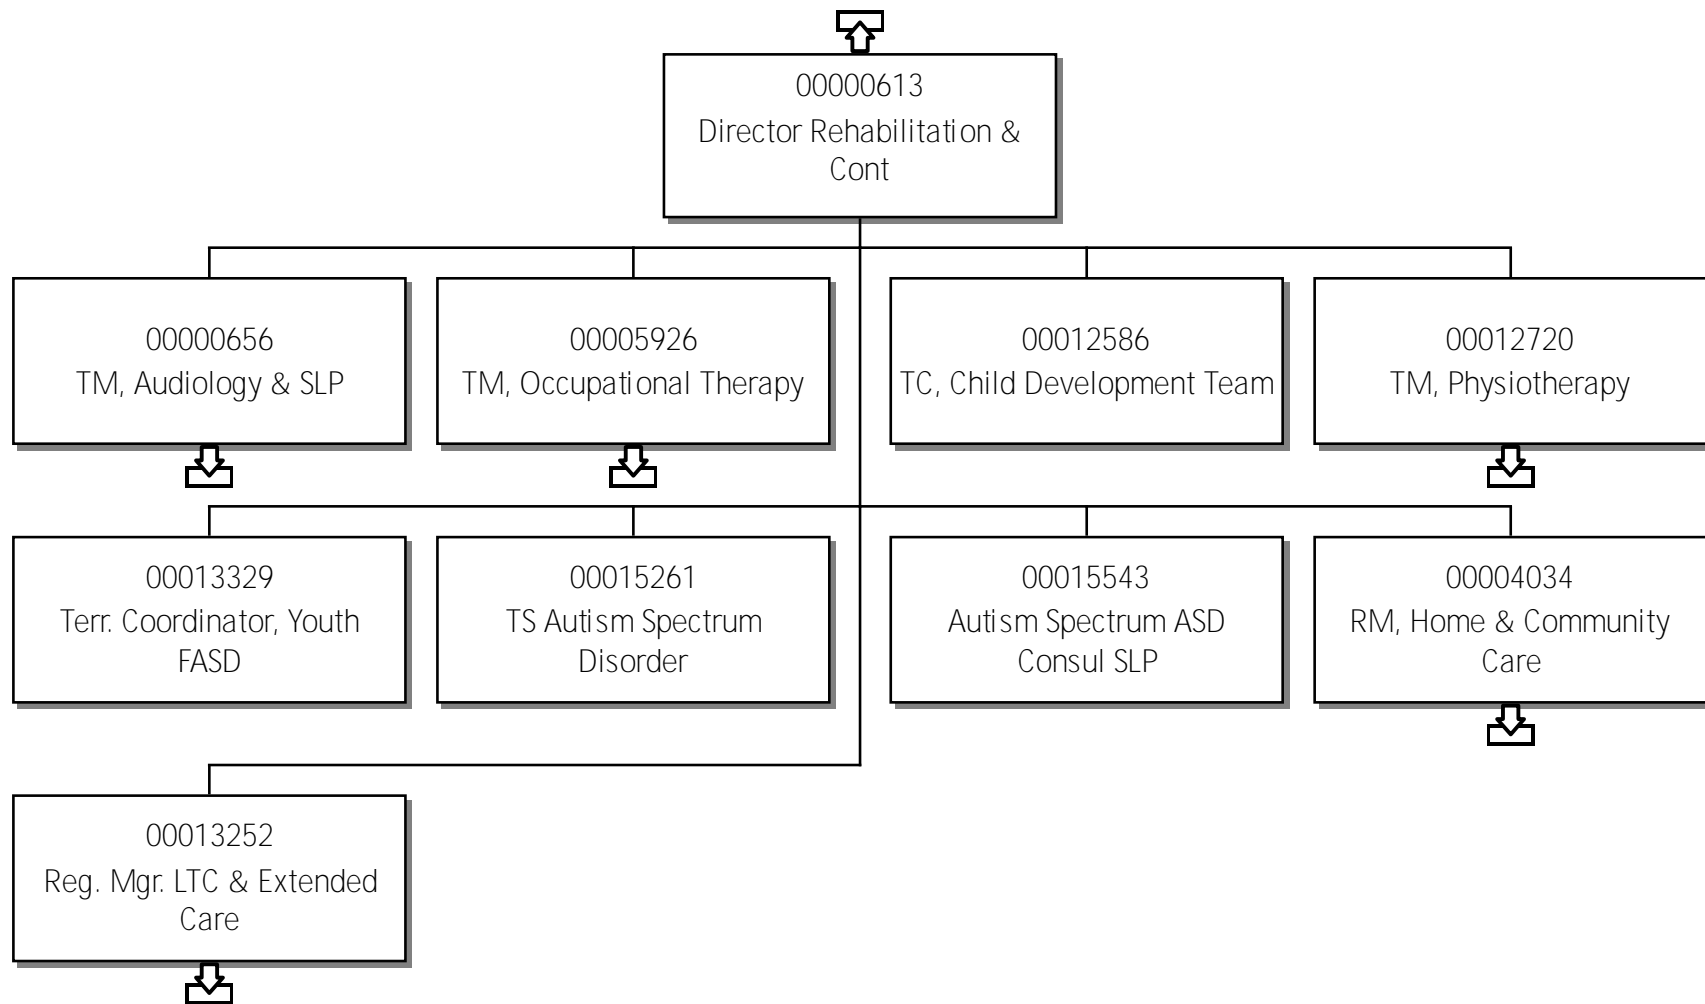 00000613
Director Rehabilitation &
Cont
00000656
TM, Audiology & SLP
00005926
TM, Occupational Therapy
00012586
TC, Child Development Team
00012720
TM, Physiotherapy
00013329
Terr. Coordinator, Youth
FASD
00015261
TS Autism Spectrum
Disorder
00015543
Autism Spectrum ASD
Consul SLP
00004034
RM, Home & Community
Care
00013252
Reg. Mgr. LTC & Extended
Care